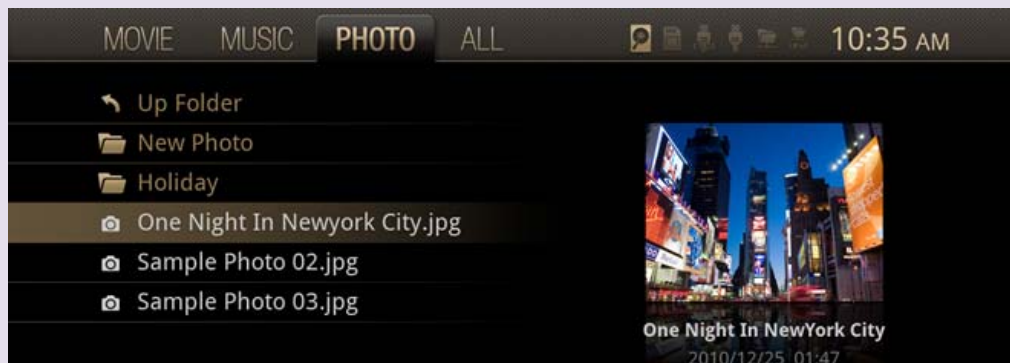 MOVIE MUSIC PHOTO ALL 10:35 AM
Up Folder
New Photo
Holiday
One Night In Newyork City.jpg
Sample Photo 02.jpg
Sample Photo 03.jpg
One Night In NewYork City
2010/12/25 01:47